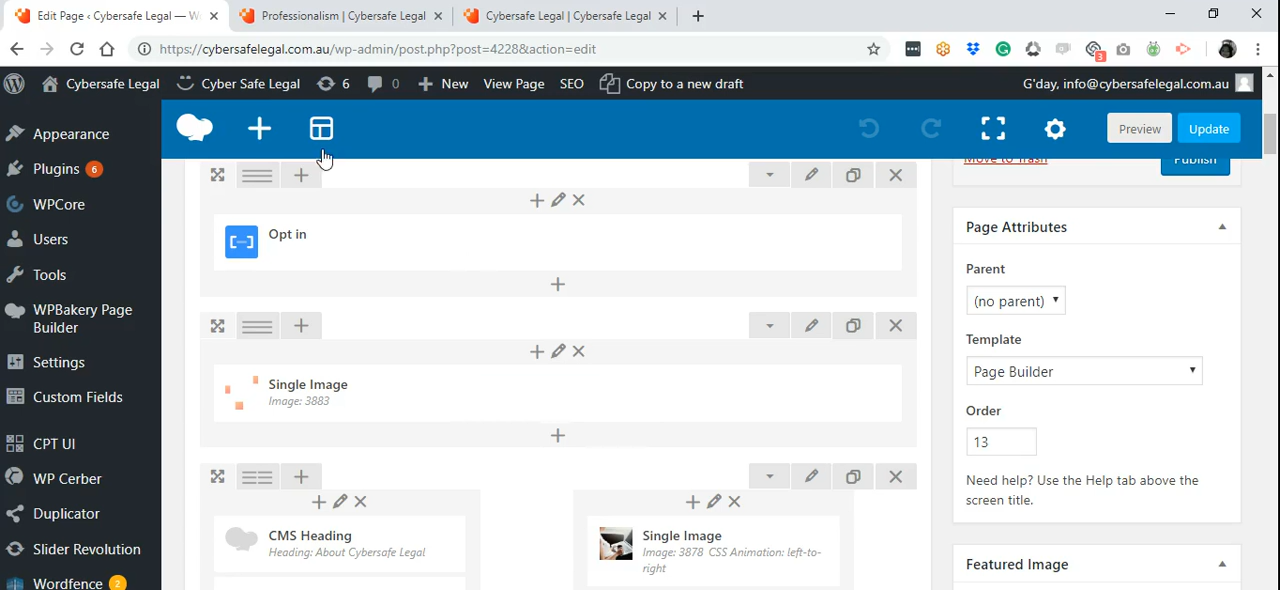 Edit Page ‹ Cybersafe Legal — W
Professionalism | Cybersafe Legal
Cybersafe Legal | Cybersafe Legal
https://cybersafelegal.com.au/wp-admin/post.php?post=4228&action=edit
3
Cybersafe Legal
Cyber Safe Legal
6
0
New
View Page
SEO
Copy to a new draft
G'day, info@cybersafelegal.com.au
Preview
Update
Appearance
Plugins 6
WPCore
Users
Tools
WPBakery Page
Builder
Settings
Custom Fields
CPT UI
WP Cerber
Duplicator
Slider Revolution
Wordfence 2
Opt in
Single Image
Image: 3883
CMS Heading
Heading: About Cybersafe Legal
Single Image
Image: 3878 CSS Animation: left-to-
right
Move to Trash
Publish
Page Attributes
Parent
(no parent)
Template
Page Builder
Order
13
Need help? Use the Help tab above the
screen title.
Featured Image